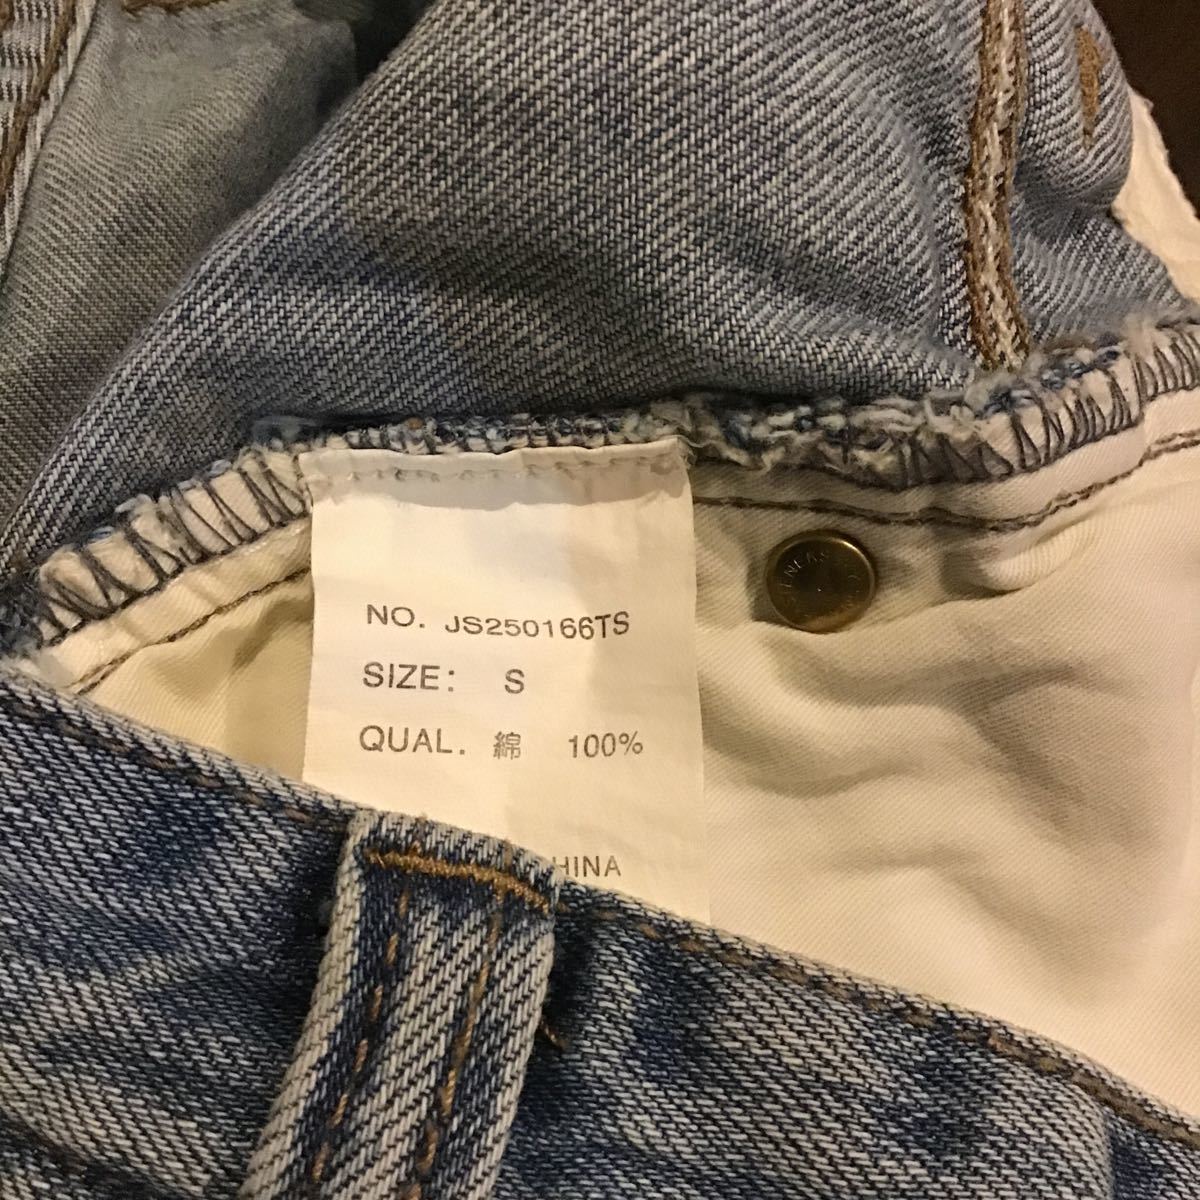 NO. JS250166TS
SIZE: S
QUAL. 綿 100%
HINA